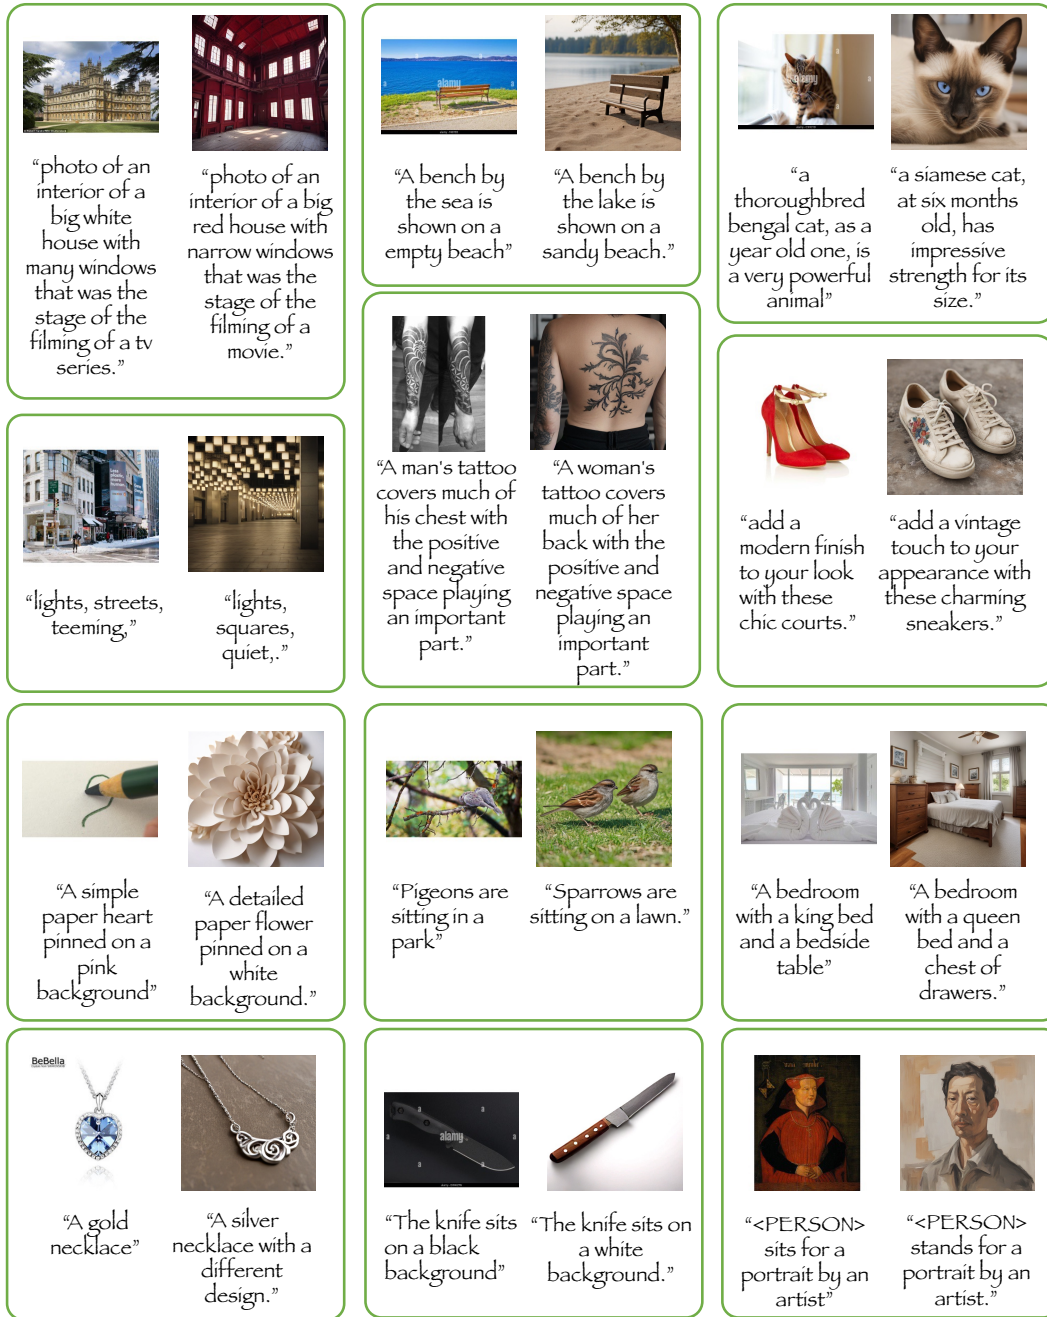 “photo of an
interior of a
big white
house with
many windows
that was the
stage of the
filming of a tv
series.”
“photo of an
interior of a big
red house with
narrow windows
that was the
stage of the
filming of a
movie.”
alamy
a
a
“A bench by
the sea is
shown on a
empty beach”
“A bench by
the lake is
shown on a
sandy beach.”
alamy
a
“a
thoroughbred
bengal cat, as a
year old one, is
a very powerful
animal”
“a siamese cat,
at six months
old, has
impressive
strength for its
size.”
“lights, streets,
teeming,”
“lights,
squares,
quiet,.”
“A man's tattoo
covers much of
his chest with
the positive
and negative
space playing
an important
part.”
“A woman's
tattoo covers
much of her
back with the
positive and
negative space
playing an
important
part.”
“add a
modern finish
to your look
with these
chic courts.”
“add a vintage
touch to your
appearance with
these charming
sneakers.”
“A simple
paper heart
pinned on a
pink
background”
“A detailed
paper flower
pinned on a
white
background.”
“Pigeons are
sitting in a
park”
“Sparrows are
sitting on a lawn.”
“A bedroom
with a king bed
and a bedside
table”
“A bedroom
with a queen
bed and a
chest of
drawers.”
BeBella
“A gold
necklace”
“A silver
necklace with a
different
design.”
a
a
alamy
a
a
“The knife sits
on a black
background”
“The knife sits on
a white
background.”
“<PERSON>
sits for a
portrait by an
artist”
“<PERSON>
stands for a
portrait by an
artist.”